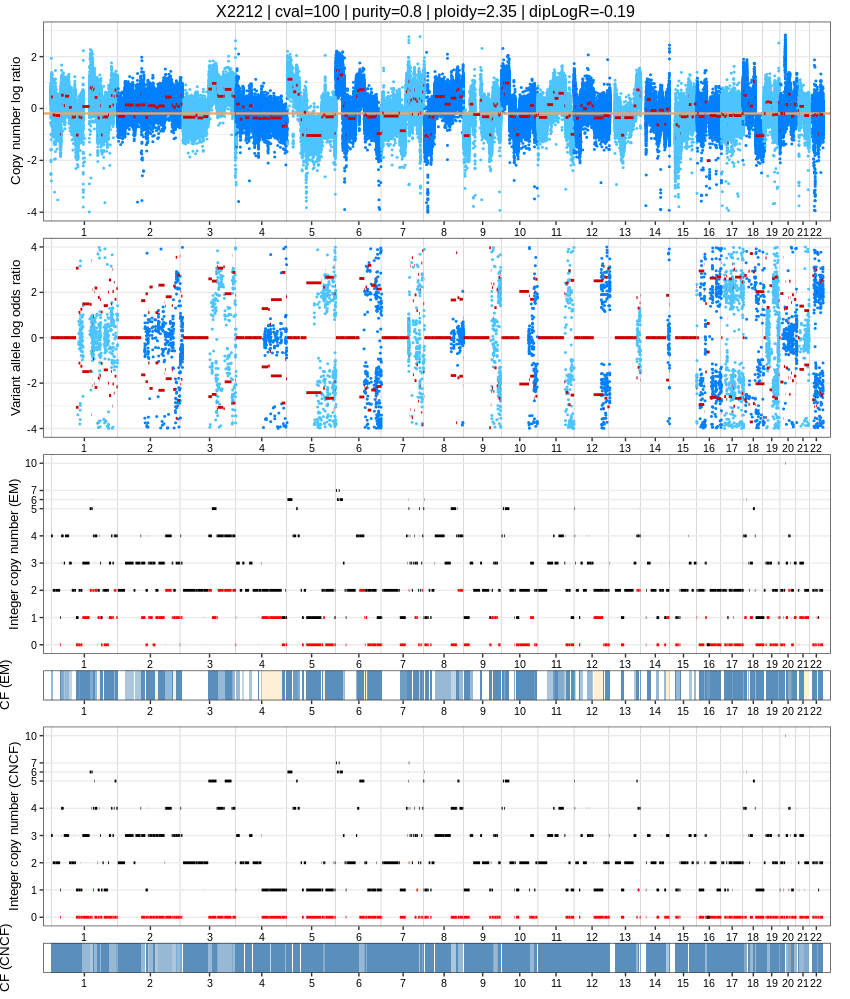 X2212 | cval=100 | purity=0.8 | ploidy=2.35 | dipLogR=-0.19
Copy number log ratio
2
0
-2
-4
1 2 3 4 5 6 7 8 9 10 11 12 13 14 15 16 17 18 19 20 21 22
Variant allele log odds ratio
4
2
0
-2
-4
1 2 3 4 5 6 7 8 9 10 11 12 13 14 15 16 17 18 19 20 21 22
Integer copy number (EM)
10
7
6
5
4
3
2
1
0
1 2 3 4 5 6 7 8 9 10 11 12 13 14 15 16 17 18 19 20 21 22
CF (EM)
1 2 3 4 5 6 7 8 9 10 11 12 13 14 15 16 17 18 19 20 21 22
Integer copy number (CNCF)
10
7
6
5
4
3
2
1
0
1 2 3 4 5 6 7 8 9 10 11 12 13 14 15 16 17 18 19 20 21 22
CF (CNCF)
1 2 3 4 5 6 7 8 9 10 11 12 13 14 15 16 17 18 19 20 21 22